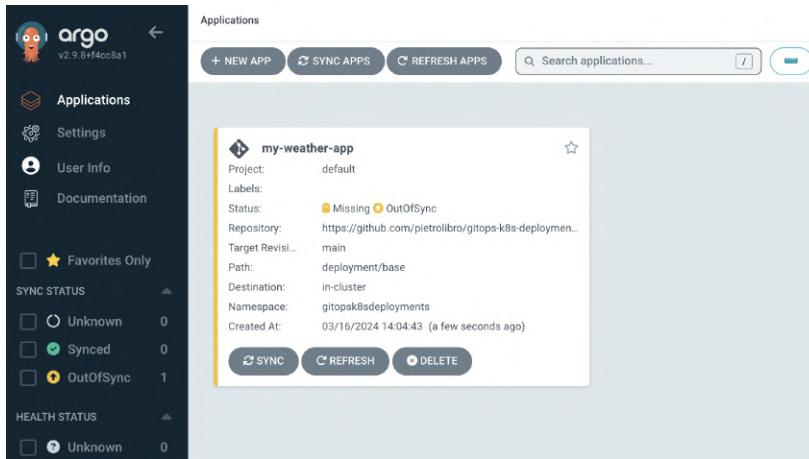 argo
v2.9.8+f4cc8a1
Applications
Settings
User Info
Documentation
Favorites Only
SYNC STATUS
Unknown 0
Synced 0
OutOfSync 1
HEALTH STATUS
Unknown 0
Applications
+ NEW APP SYNC APPS REFRESH APPS Search applications... /
my-weather-app
Project: default
Labels:
Status: Missing OutOfSync
Repository: https://github.com/pietrolibro/gitops-k8s-deploymen...
Target Revisi... main
Path: deployment/base
Destination: in-cluster
Namespace: gitopsk8sdeployments
Created At: 03/16/2024 14:04:43 (a few seconds ago)
SYNC REFRESH DELETE